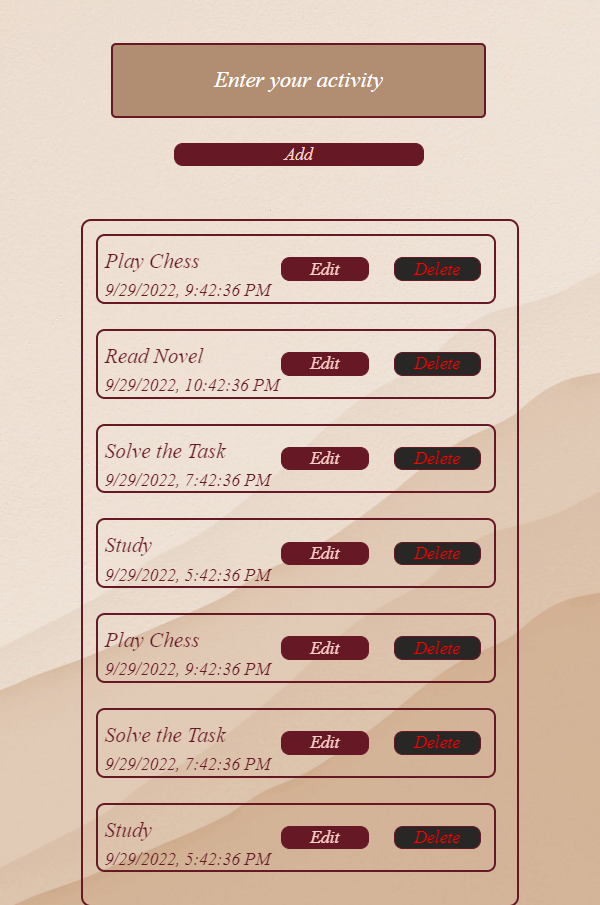 Enter your activity
Add
Play Chess
Edit
Delete
9/29/2022, 9:42:36 PM
Read Novel
Edit
Delete
9/29/2022, 10:42:36 PM
Solve the Task
Edit
Delete
9/29/2022, 7:42:36 PM
Study
Edit
Delete
9/29/2022, 5:42:36 PM
Play Chess
Edit
Delete
9/29/2022, 9:42:36 PM
Solve the Task
Edit
Delete
9/29/2022, 7:42:36 PM
Study
Edit
Delete
9/29/2022, 5:42:36 PM